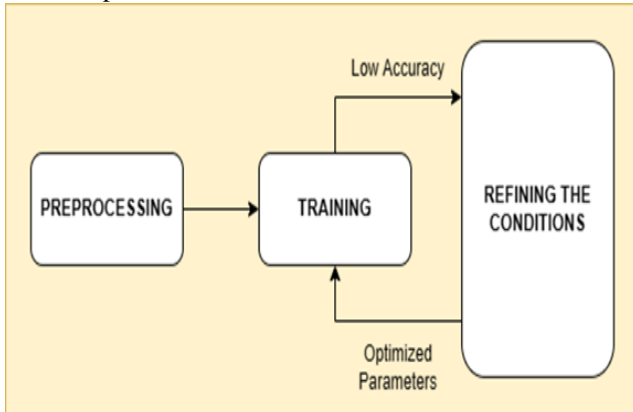 Low Accuracy
PREPROCESSING
TRAINING
REFINING THE
CONDITIONS
Optimized
Parameters